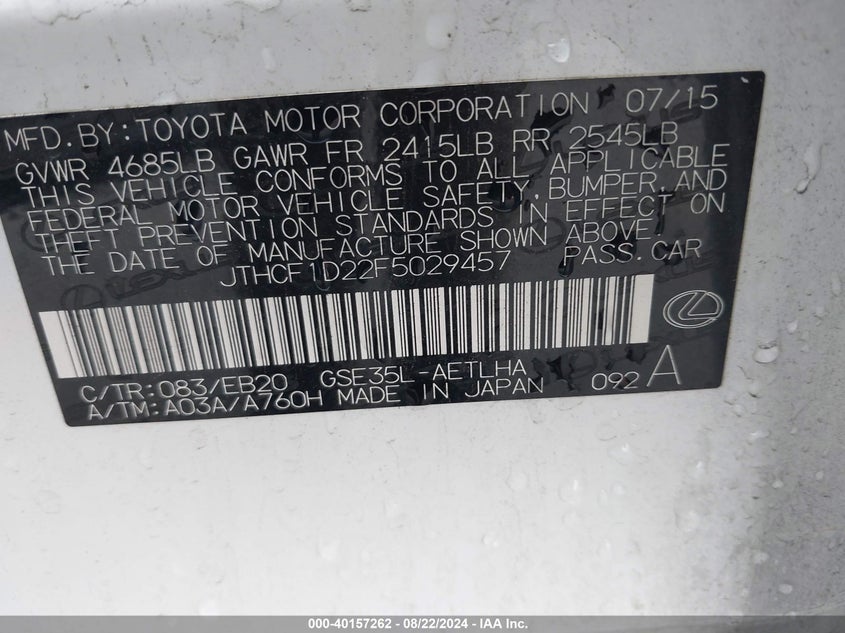 MFD. BY: TOYOTA MOTOR CORPORATION 07/15
GVWR 4685LB GAWR FR 2415LB RR 2545LB
THIS VEHICLE CONFORMS TO ALL APPLICABLE
FEDERAL MOTOR VEHICLE SAFETY, BUMPER, AND
THEFT PREVENTION STANDARDS IN EFFECT ON
THE DATE OF MANUFACTURE SHOWN ABOVE.
JTHCF1D22F5029457 PASS. CAR
C/TR: 083/EB20 GSE35L-AETLHA
A/TM: A03A/A760H MADE IN JAPAN 092 A
000-40157262 - 08/22/2024 - IAA Inc.